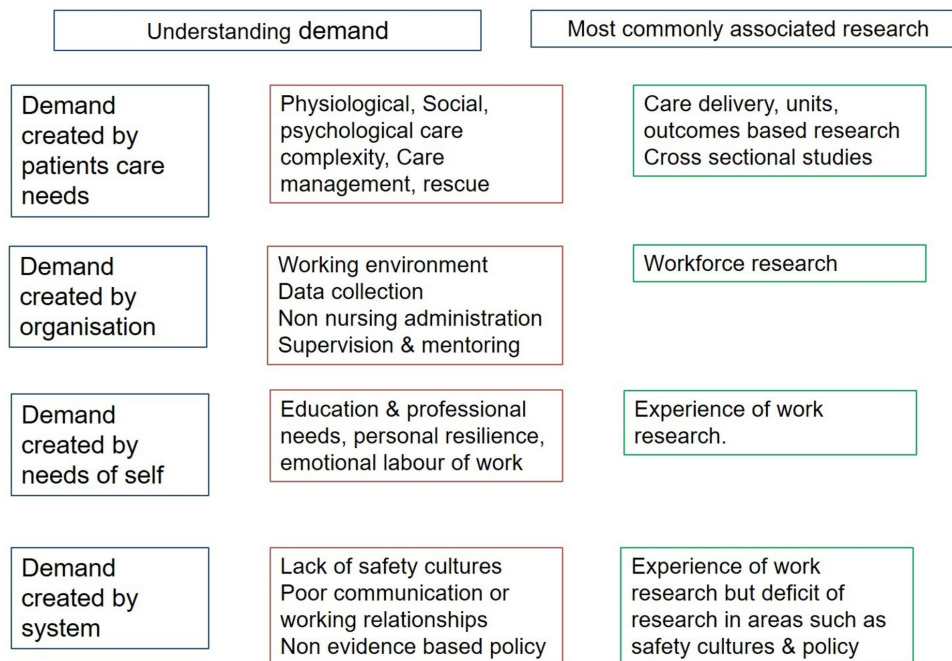 Understanding demand
Most commonly associated research
Demand
created by
patients care
needs
Physiological, Social,
psychological care
complexity, Care
management, rescue
Care delivery, units,
outcomes based research
Cross sectional studies
Demand
created by
organisation
Working environment
Data collection
Non nursing administration
Supervision & mentoring
Workforce research
Demand
created by
needs of self
Education & professional
needs, personal resilience,
emotional labour of work
Experience of work
research.
Demand
created by
system
Lack of safety cultures
Poor communication or
working relationships
Non evidence based policy
Experience of work
research but deficit of
research in areas such as
safety cultures & policy